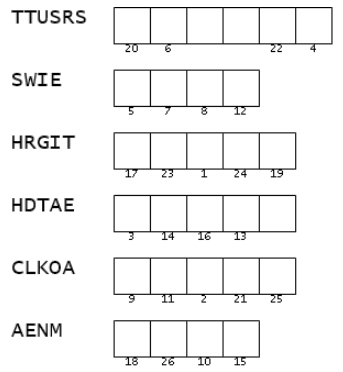 TTUSRS
20 6 22 4
SWIE
5 7 8 12
HRGIT
17 23 1 24 19
HDTAE
3 14 16 13
CLKOA
9 11 2 21 25
AENM
18 26 10 15